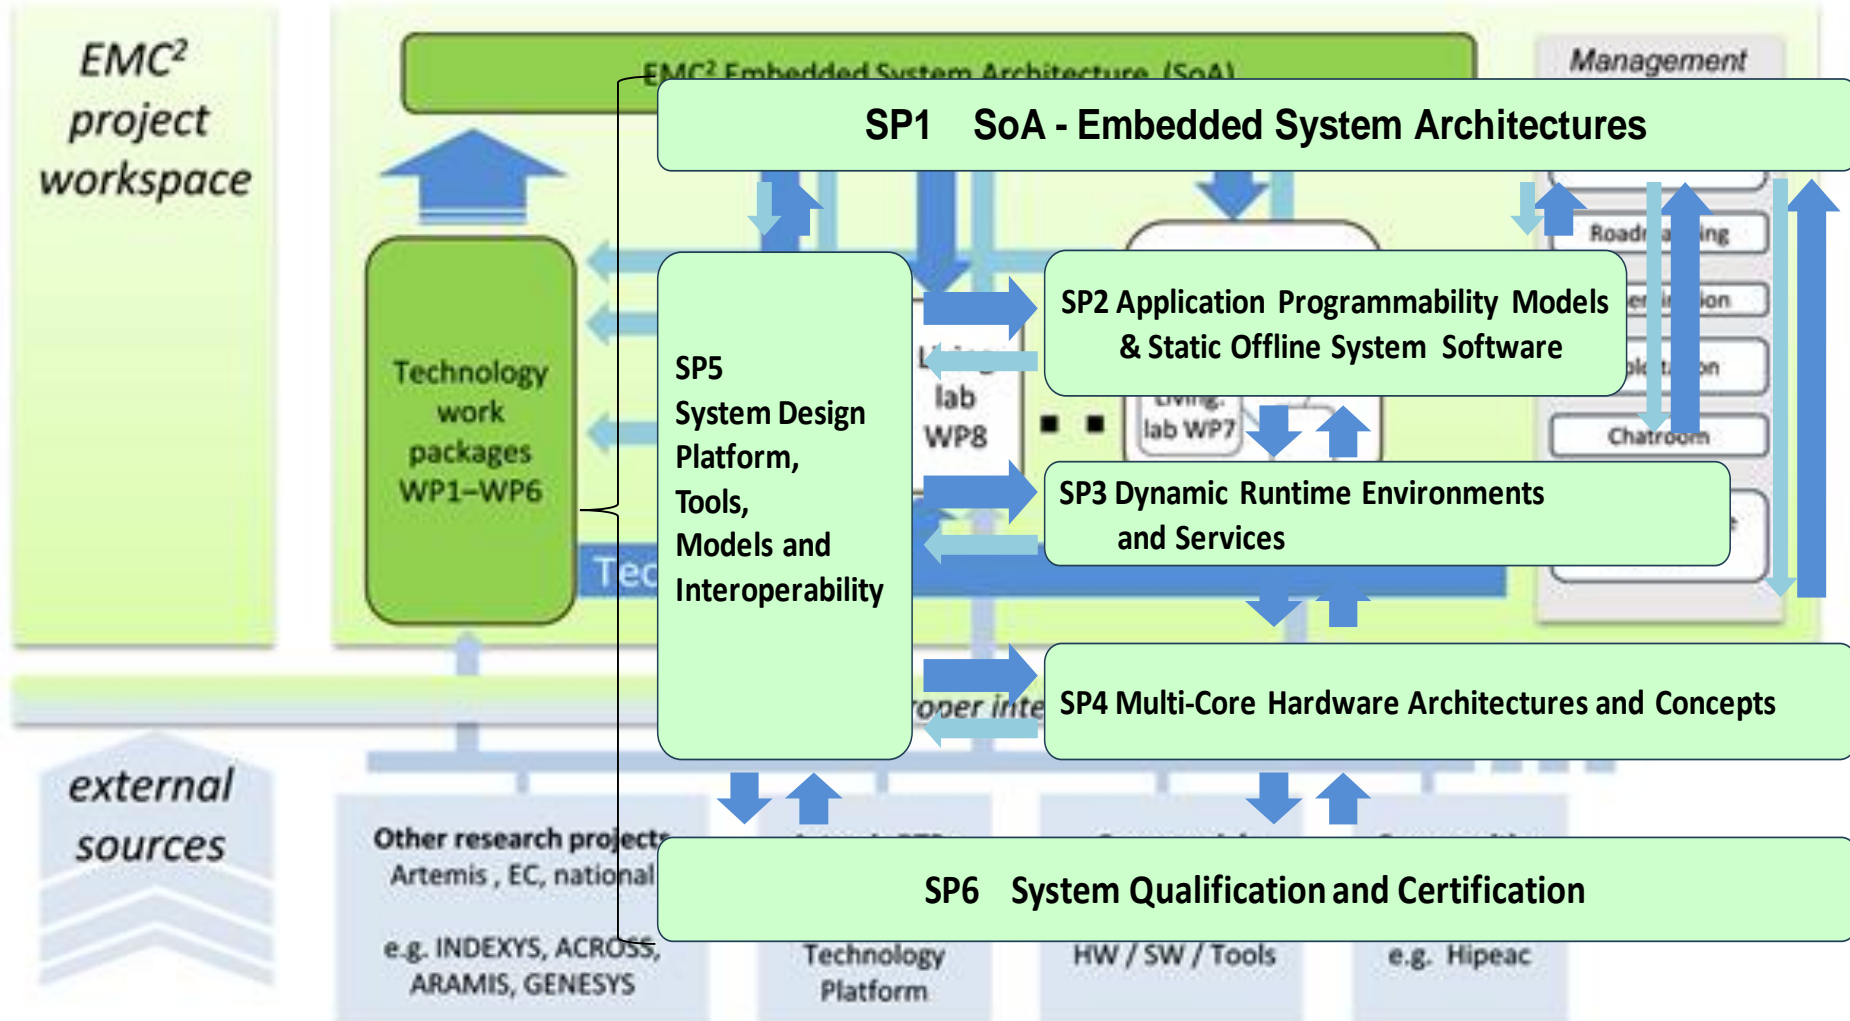 EMC²
project
workspace
EMC² Embedded System Architecture (SoA)
Management
SP1 SoA - Embedded System Architectures
Technology
work
packages
WP1–WP6
SP5
System Design
Platform,
Tools,
Models and
Interoperability
lab
WP8
SP2 Application Programmability Models
& Static Offline System Software
Living.
lab WP7
Chatroom
SP3 Dynamic Runtime Environments
and Services
SP4 Multi-Core Hardware Architectures and Concepts
external
sources
Other research projects
Artemis , EC, national
e.g. INDEXYS, ACROSS,
ARAMIS, GENESYS
SP6 System Qualification and Certification
Technology
Platform
HW / SW / Tools
e.g. Hipeac